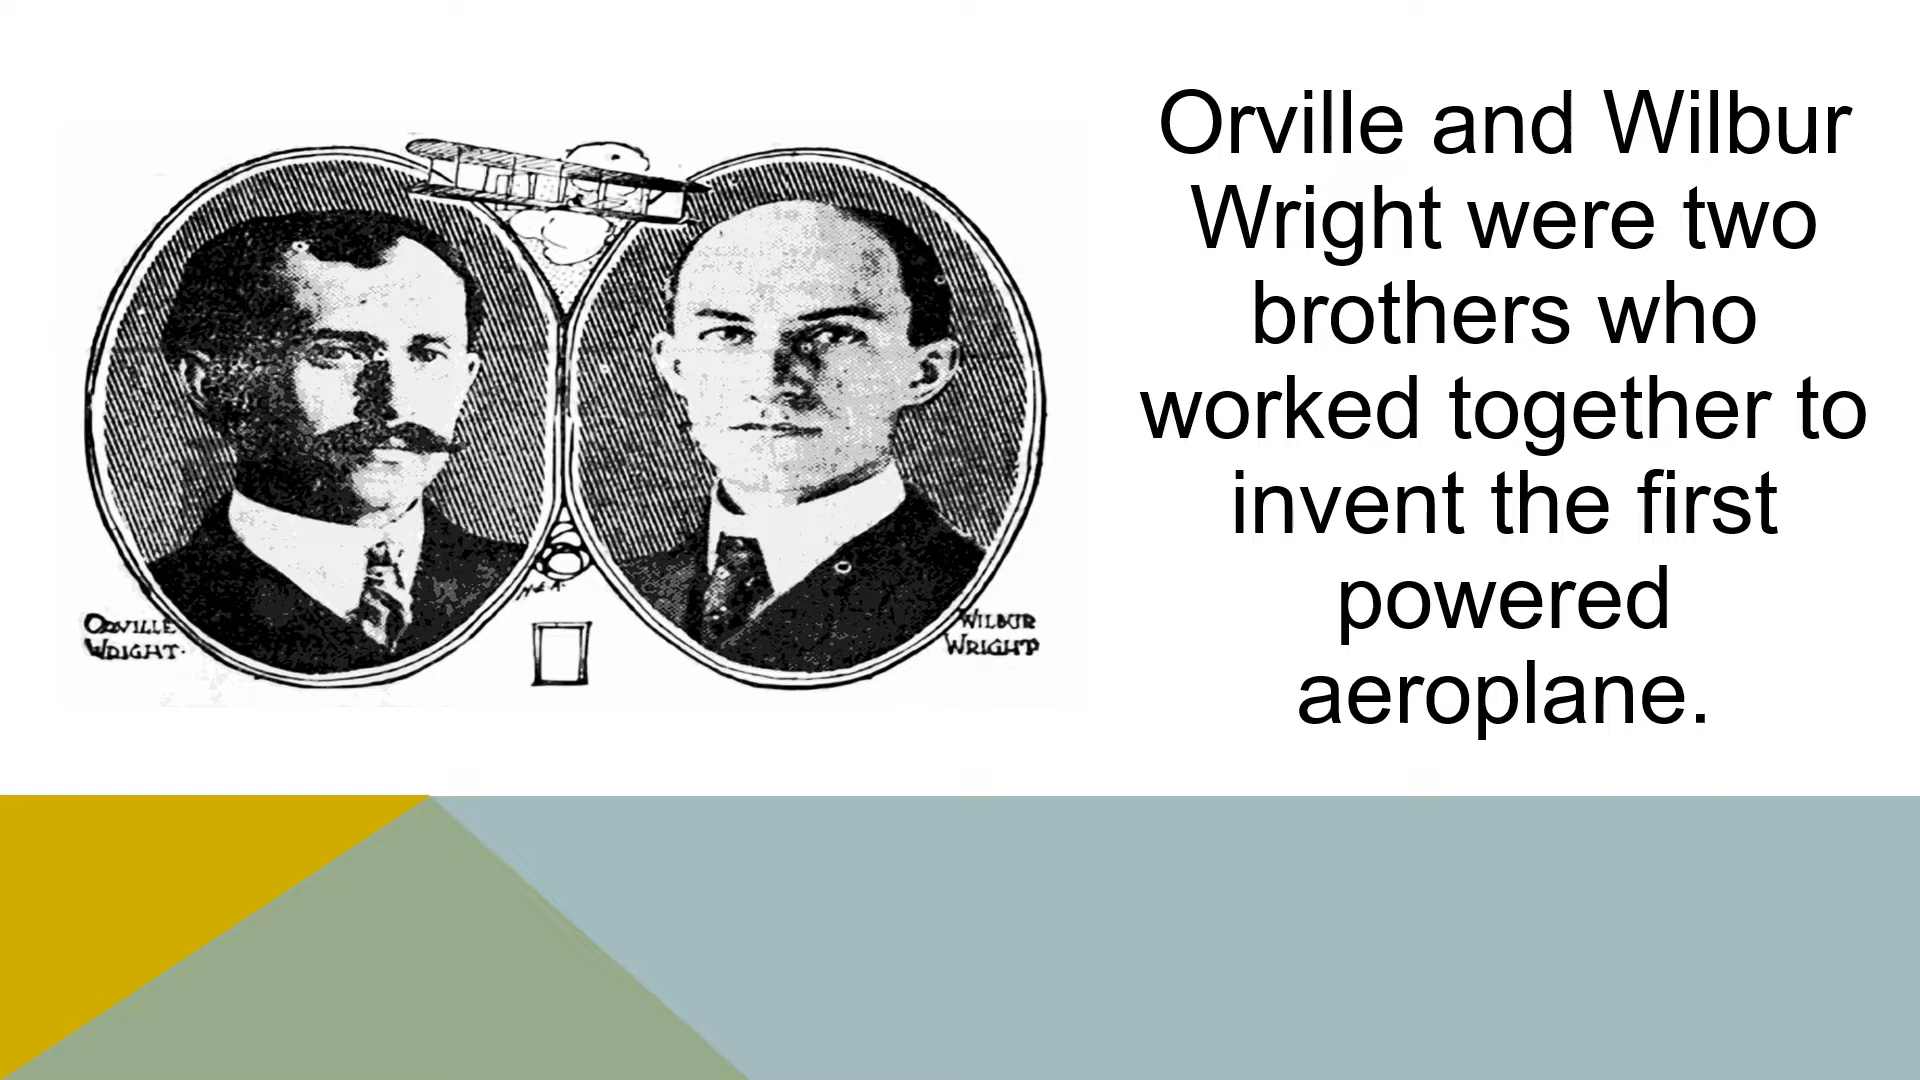 Orville and Wilbur
Wright were two
brothers who
worked together to
invent the first
powered
aeroplane.
ORVILLE
WRIGHT.
WILBUR
WRIGHT